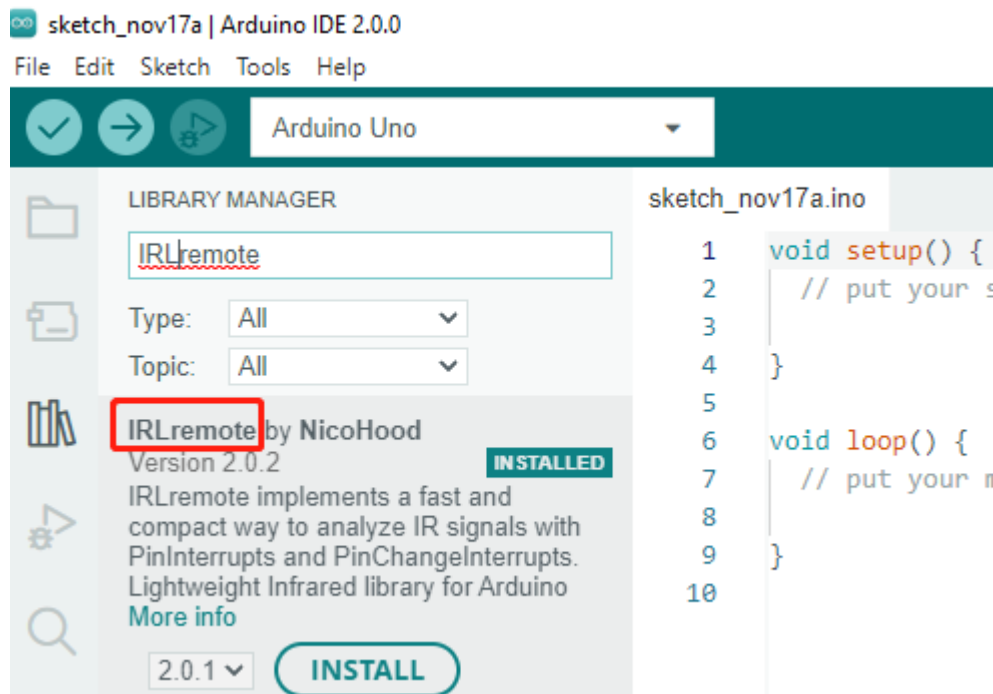 sketch_nov17a | Arduino IDE 2.0.0
File Edit Sketch Tools Help
Arduino Uno
LIBRARY MANAGER
IRLremote
Type: All
Topic: All
IRLremote by NicoHood
Version 2.0.2 INSTALLED
IRLremote implements a fast and
compact way to analyze IR signals with
PinInterrupts and PinChangeInterrupts.
Lightweight Infrared library for Arduino
More info
2.0.1 INSTALL
sketch_nov17a.ino
1 void setup() {
2 // put your s
3
4 }
5
6 void loop() {
7 // put your m
8
9 }
10